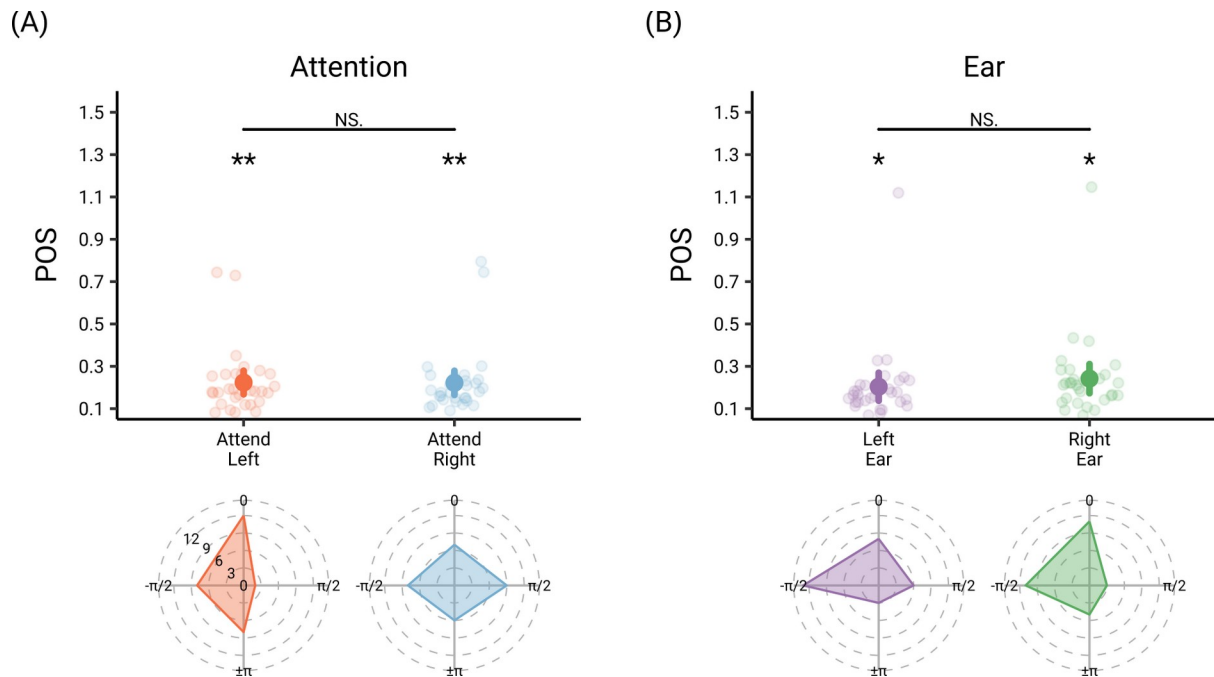 (A)
Attention
POS
1.5
1.3
1.1
0.9
0.7
0.5
0.3
0.1
NS.
**
**
Attend
Left
Attend
Right
0
12
9
6
3
0
-π/2
π/2
±π
0
-π/2
π/2
±π
(B)
Ear
POS
1.5
1.3
1.1
0.9
0.7
0.5
0.3
0.1
NS.
*
*
Left
Ear
Right
Ear
0
-π/2
π/2
±π
0
-π/2
π/2
±π